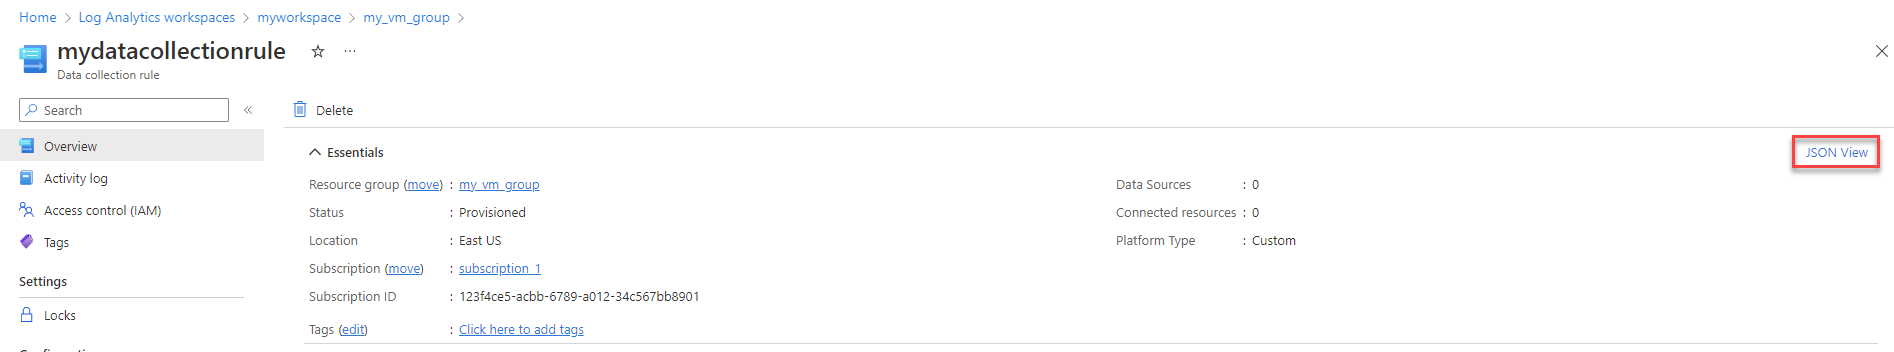 Home > Log Analytics workspaces > myworkspace > my_vm_group >
mydatacollectionrule
Data collection rule
Search
Delete
Overview
Activity log
Access control (IAM)
Tags
Settings
Locks
Essentials
JSON View
Resource group (move) : my_vm_group
Status : Provisioned
Location : East US
Subscription (move) : subscription_1
Subscription ID : 123f4ce5-acbb-6789-a012-34c567bb8901
Tags (edit) : Click here to add tags
Data Sources : 0
Connected resources : 0
Platform Type : Custom